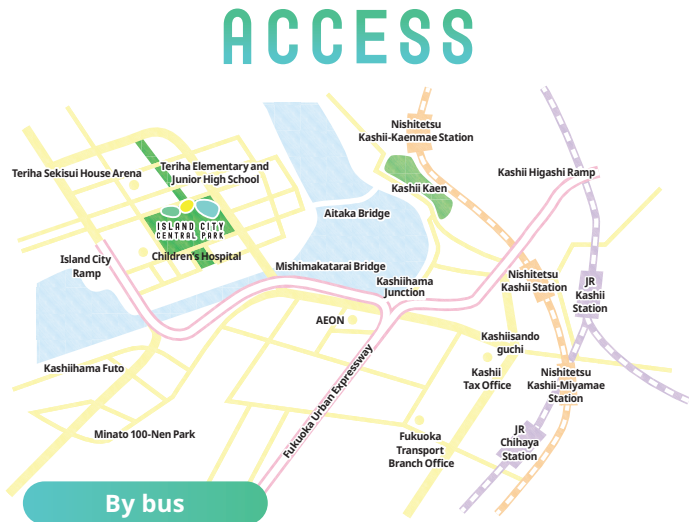 ACCESS
Nishitetsu
Kashii-Kaenmae Station
Teriha Sekisui House Arena
Teriha Elementary and
Junior High School
Kashii Higashi Ramp
Kashii Kaen
Aitaka Bridge
ISLAND CITY
CENTRAL PARK
Children's Hospital
Island City
Ramp
Mishimakatarai Bridge
Kashiihama
Junction
Nishitetsu
Kashii Station
JR
Kashii
Station
AEON
Kashiisando
guchi
Kashiihama Futo
Kashii
Tax Office
Nishitetsu
Kashii-Miyamae
Station
Fukuoka Urban Expressway
Minato 100-Nen Park
Fukuoka
Transport
Branch Office
JR
Chihaya
Station
By bus